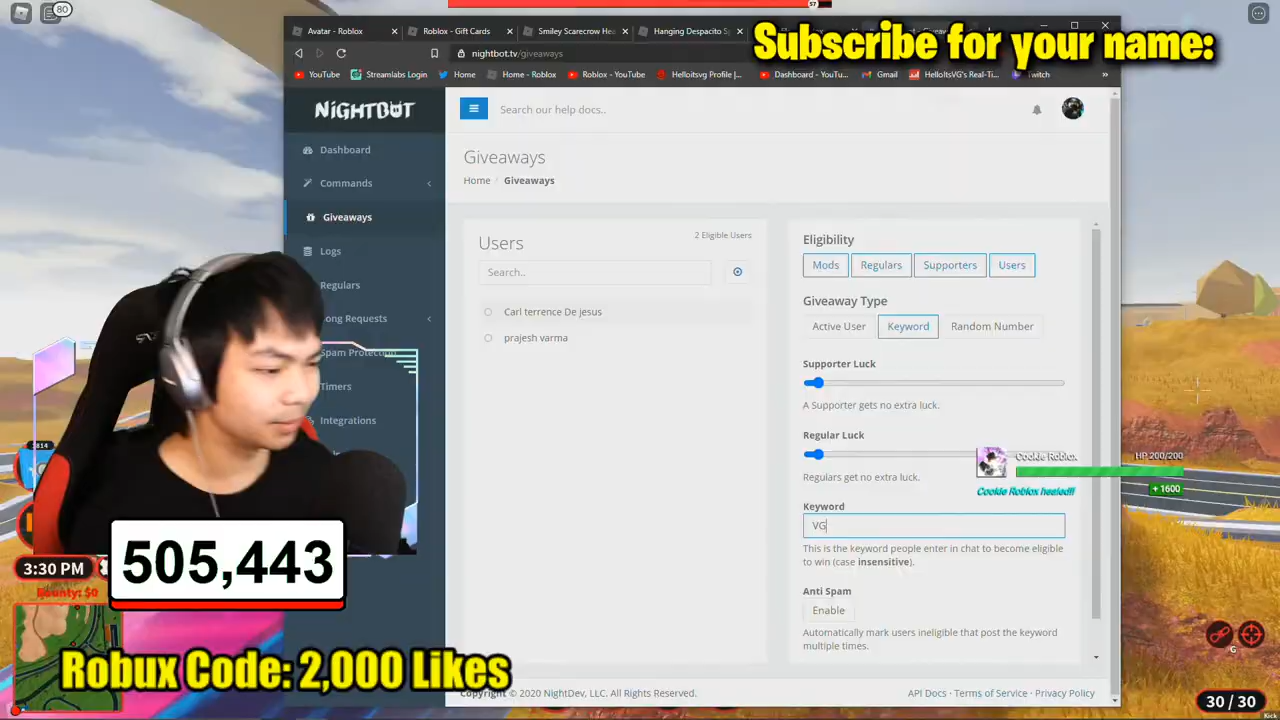 80
57
Avatar - Roblox
Roblox - Gift Cards
Smiley Scarecrow Hea
Hanging Despacito Sp
Subscribe for your name:
nightbot.tv/giveaways
YouTube
Streamlabs Login
Home
Home - Roblox
Roblox - YouTube
Helloitsvg Profile |...
Dashboard - YouTu...
Gmail
HelloItsVG's Real-Tim...
Twitch
NIGHTBOT
Search our help docs..
Dashboard
Giveaways
Commands
Home / Giveaways
Giveaways
Users
2 Eligible Users
Eligibility
Logs
Search..
Mods
Regulars
Supporters
Users
Regulars
Giveaway Type
Carl terrence De jesus
Active User
Keyword
Random Number
ong Requests
prajesh varma
Spam Protection
Supporter Luck
Timers
A Supporter gets no extra luck.
Integrations
Regular Luck
Cookie Roblox
HP 200/200
Regulars get no extra luck.
Cookie Roblox healed!!
+ 1600
Keyword
VG
This is the keyword people enter in chat to become eligible
to win (case insensitive).
3:30 PM
505,443
Bounty: $0
Anti Spam
Enable
Automatically mark users ineligible that post the keyword
multiple times.
G
Robux Code: 2,000 Likes
Copyright © 2020 NightDev, LLC. All Rights Reserved.
API Docs - Terms of Service - Privacy Policy
30 / 30
Kick